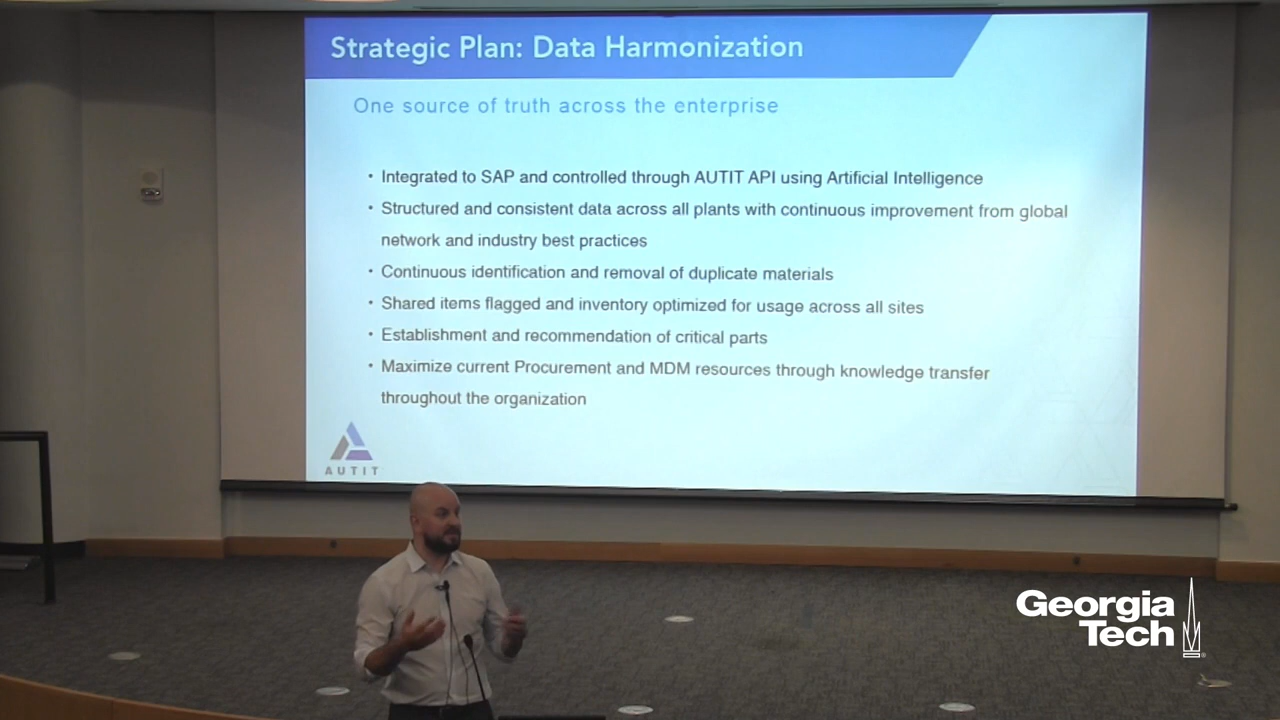 Strategic Plan: Data Harmonization
One source of truth across the enterprise
• Integrated to SAP and controlled through AUTIT API using Artificial Intelligence
• Structured and consistent data across all plants with continuous improvement from global
network and industry best practices
• Continuous identification and removal of duplicate materials
• Shared items flagged and inventory optimized for usage across all sites
• Establishment and recommendation of critical parts
• Maximize current Procurement and MDM resources through knowledge transfer
throughout the organization
AUTIT
Georgia
Tech